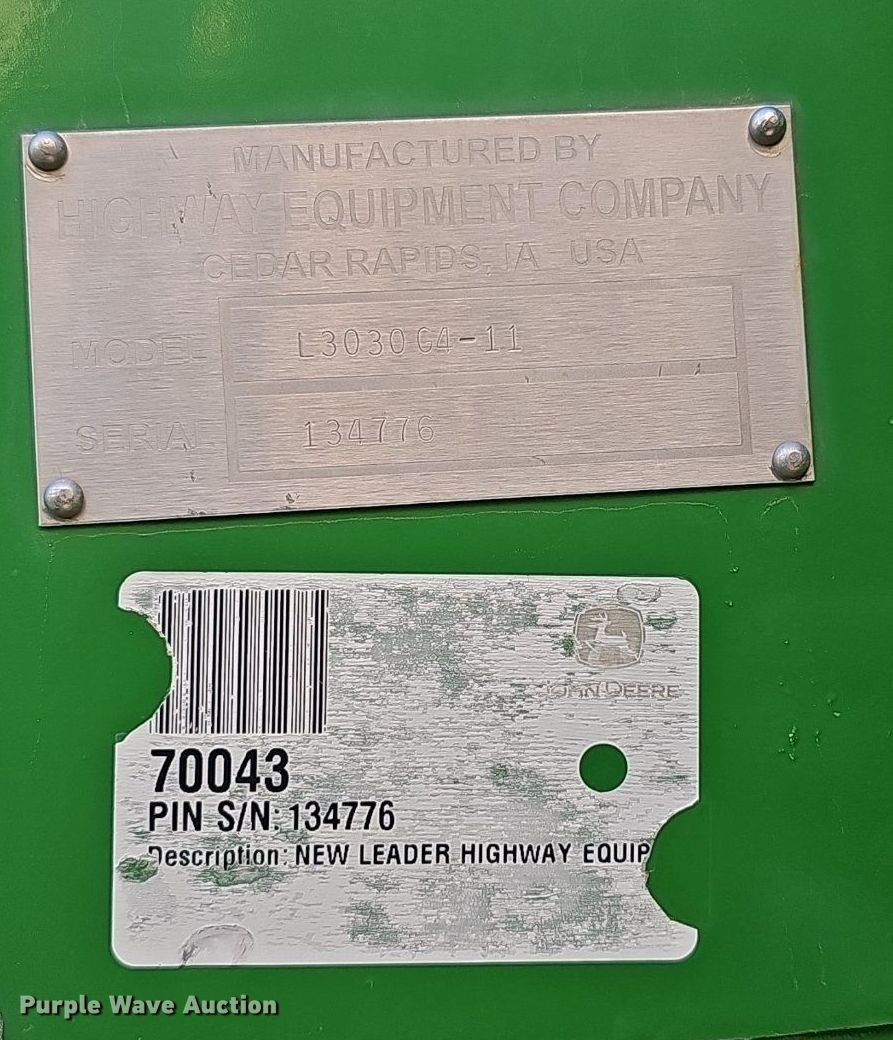 MANUFACTURED BY
HIGHWAY EQUIPMENT COMPANY
CEDAR RAPIDS, IA USA
MODEL L3030G4-11
SERIAL 134776
JOHN DEERE
70043
PIN S/N: 134776
Description: NEW LEADER HIGHWAY EQUIP
Purple Wave Auction